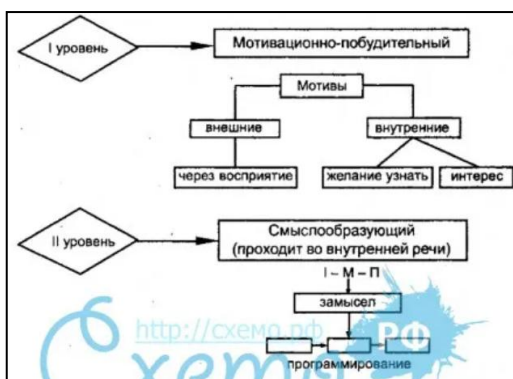 I уровень
Мотивационно-побудительный
Мотивы
внешние
внутренние
через восприятие
желание узнать
интерес
II уровень
Смыслообразующий
(проходит во внутренней речи)
I – М – П
замысел
http://схемо.рф
РФ
Схемо
программирование